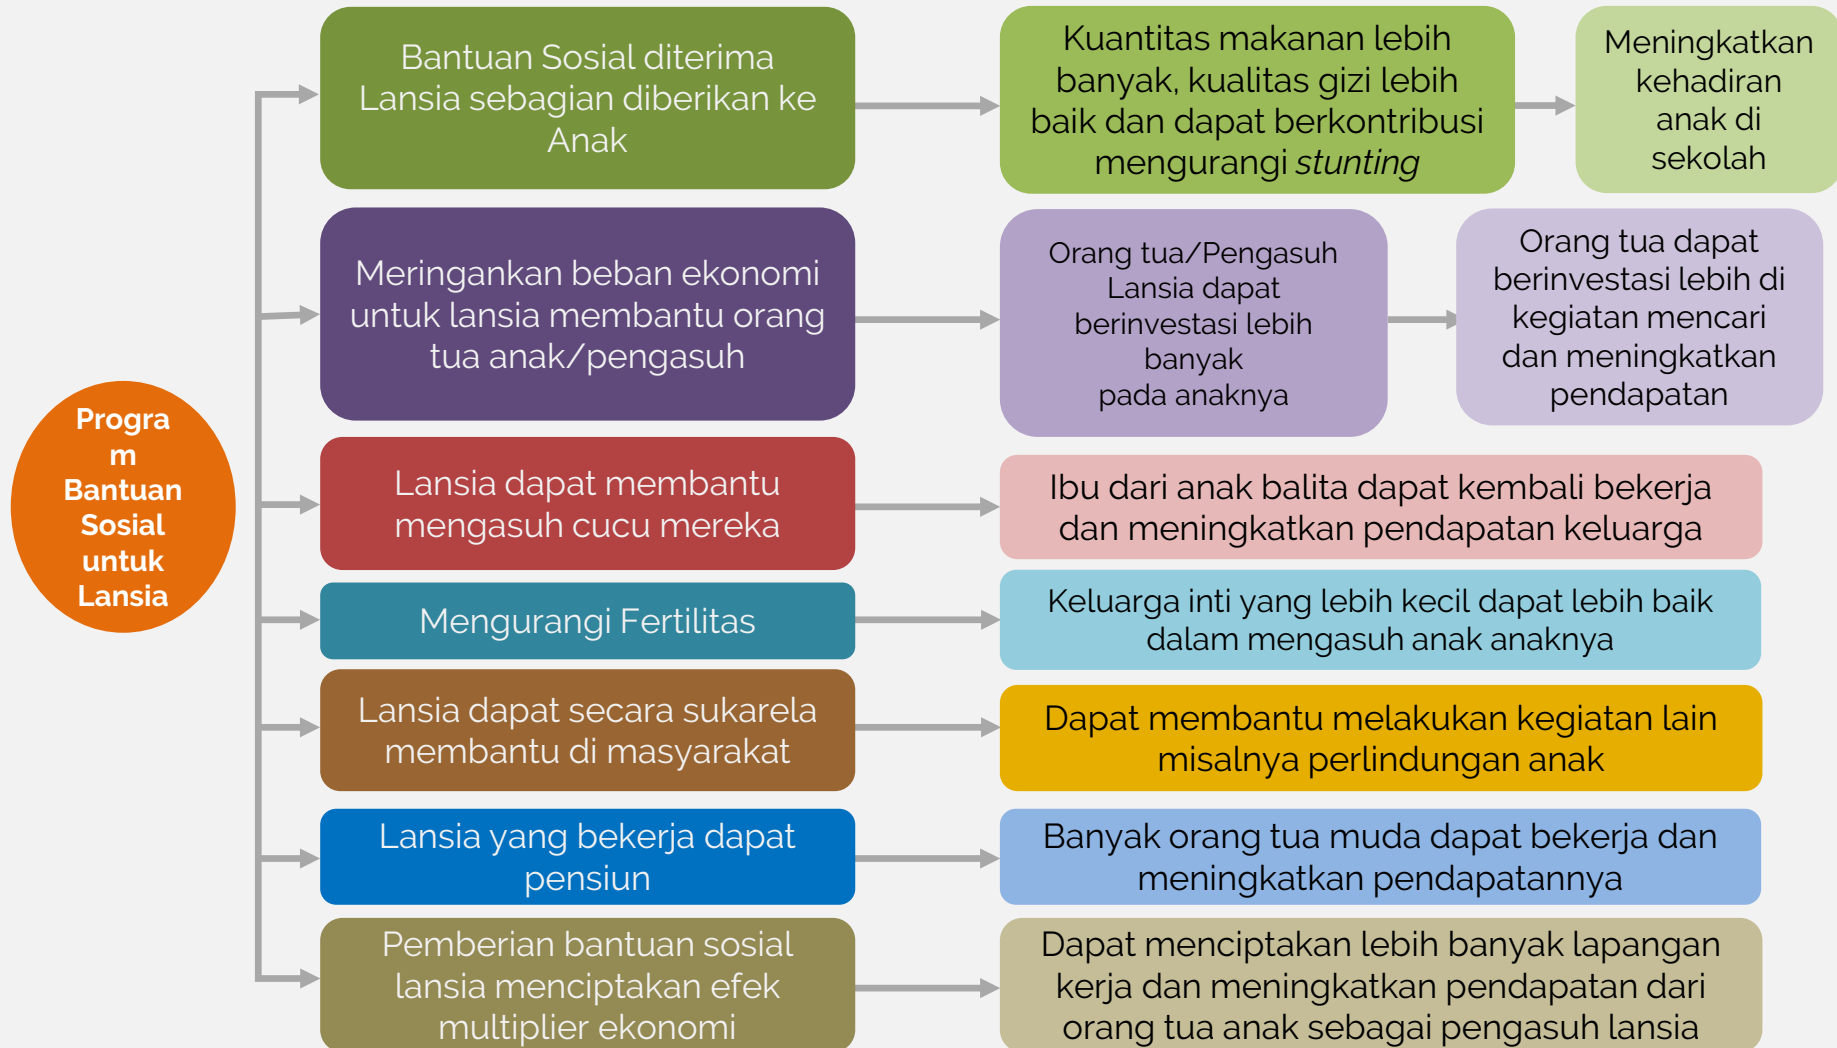 Progra
m
Bantuan
Sosial
untuk
Lansia
Bantuan Sosial diterima
Lansia sebagian diberikan ke
Anak
Kuantitas makanan lebih
banyak, kualitas gizi lebih
baik dan dapat berkontribusi
mengurangi stunting
Meningkatkan
kehadiran
anak di
sekolah
Meringankan beban ekonomi
untuk lansia membantu orang
tua anak/pengasuh
Orang tua/Pengasuh
Lansia dapat
berinvestasi lebih
banyak
pada anaknya
Orang tua dapat
berinvestasi lebih di
kegiatan mencari
dan meningkatkan
pendapatan
Lansia dapat membantu
mengasuh cucu mereka
Ibu dari anak balita dapat kembali bekerja
dan meningkatkan pendapatan keluarga
Mengurangi Fertilitas
Keluarga inti yang lebih kecil dapat lebih baik
dalam mengasuh anak anaknya
Lansia dapat secara sukarela
membantu di masyarakat
Dapat membantu melakukan kegiatan lain
misalnya perlindungan anak
Lansia yang bekerja dapat
pensiun
Banyak orang tua muda dapat bekerja dan
meningkatkan pendapatannya
Pemberian bantuan sosial
lansia menciptakan efek
multiplier ekonomi
Dapat menciptakan lebih banyak lapangan
kerja dan meningkatkan pendapatan dari
orang tua anak sebagai pengasuh lansia